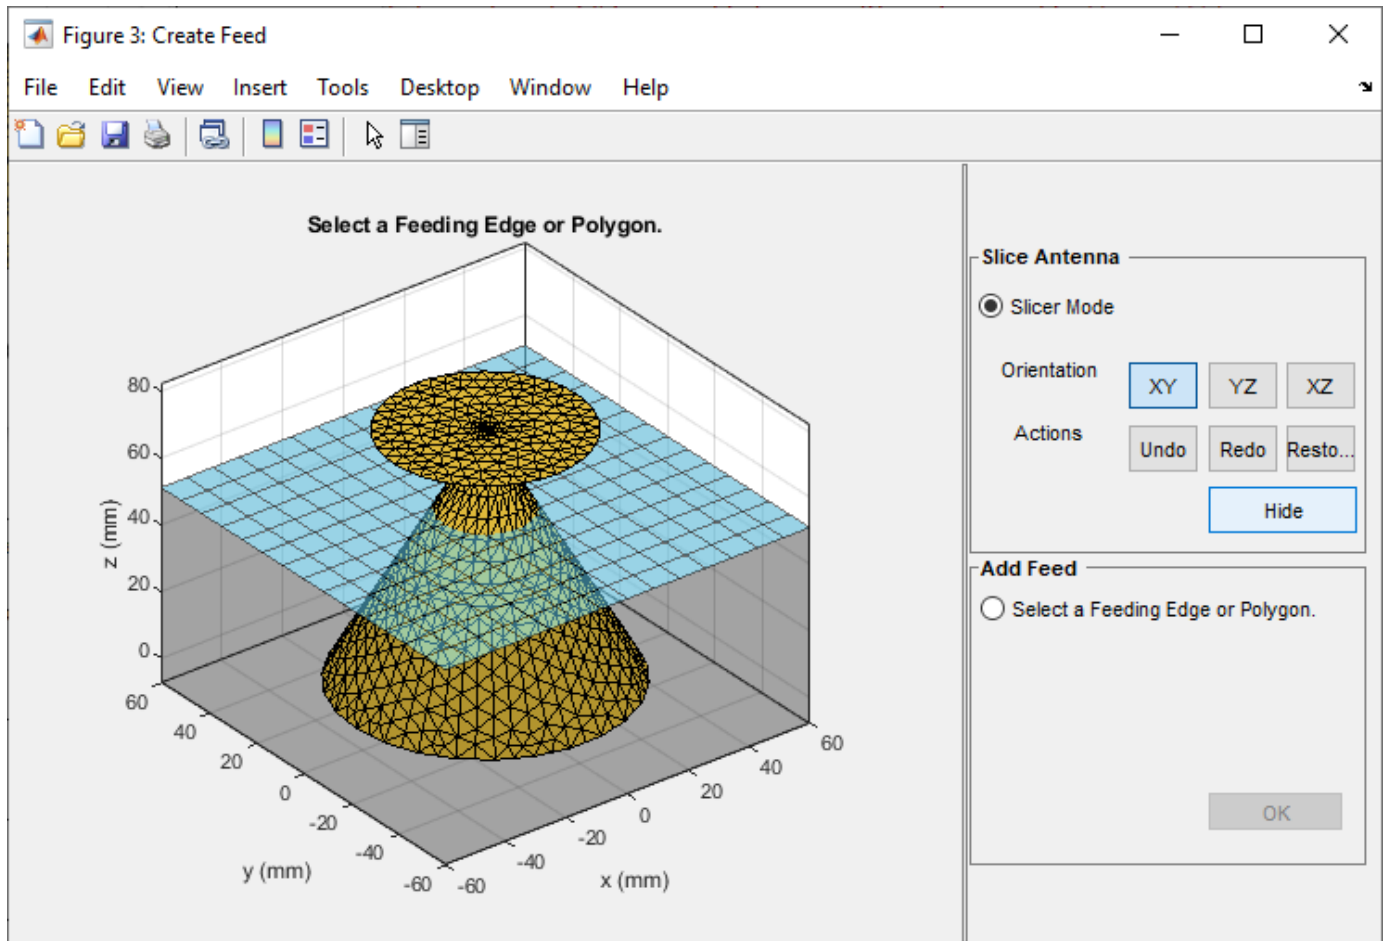 Figure 3: Create Feed
File Edit View Insert Tools Desktop Window Help
Select a Feeding Edge or Polygon.
80
60
40
20
0
z (mm)
60
40
20
0
-20
-40
-60
y (mm)
-60
-40
-20
0
20
40
60
x (mm)
Slice Antenna
Slicer Mode
Orientation XY YZ XZ
Actions Undo Redo Resto...
Hide
Add Feed
Select a Feeding Edge or Polygon.
OK